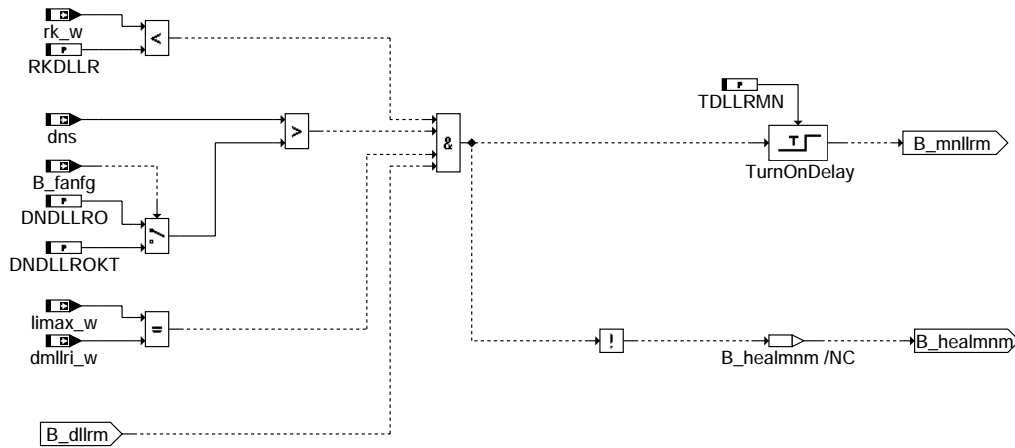 rk_w
P
RKDLLR
<
dns
>
B_fanfg
P
DNDLLRO
P
DNDLLROKT
limax_w
=
dmllri_w
B_dllrm
&
P
TDLLRMN
T
TurnOnDelay
B_mnllrm
!
B_healmnm /NC
B_healmnm